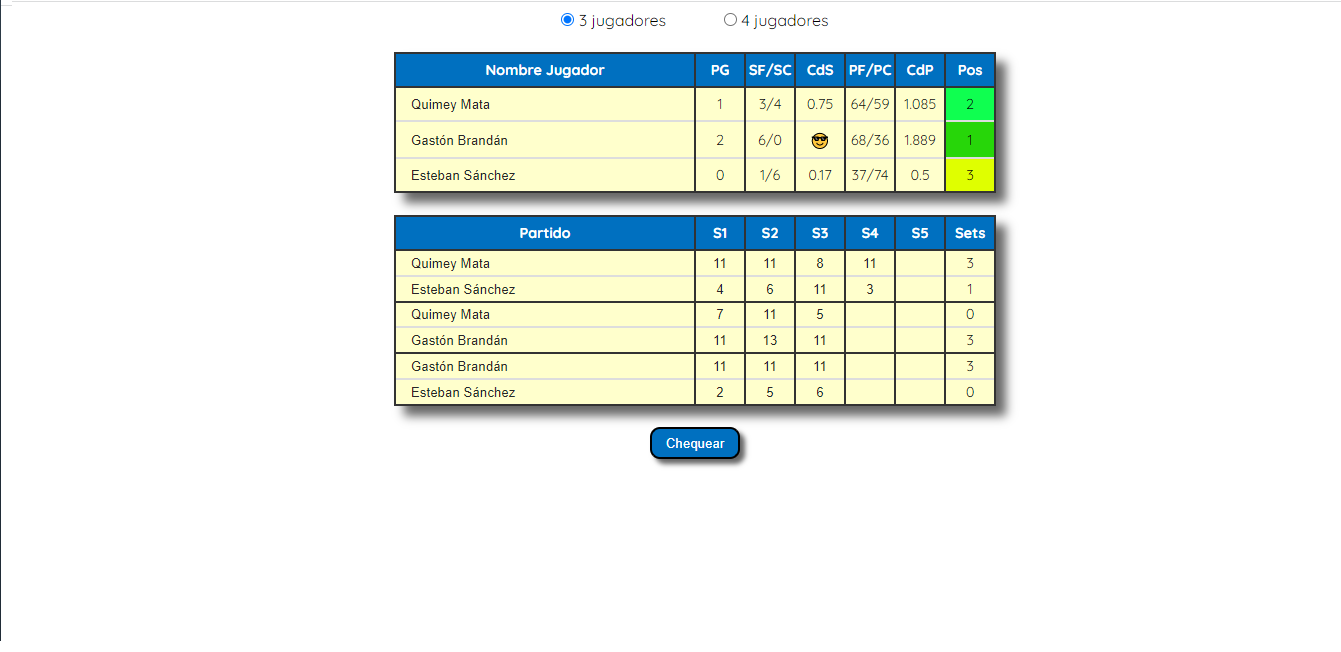 3 jugadores 4 jugadores
Nombre Jugador PG SF/SC CdS PF/PC CdP Pos
Quimey Mata 1 3/4 0.75 64/59 1.085 2
Gastón Brandán 2 6/0 😎 68/36 1.889 1
Esteban Sánchez 0 1/6 0.17 37/74 0.5 3
Partido S1 S2 S3 S4 S5 Sets
Quimey Mata 11 11 8 11 3
Esteban Sánchez 4 6 11 3 1
Quimey Mata 7 11 5 0
Gastón Brandán 11 13 11 3
Gastón Brandán 11 11 11 3
Esteban Sánchez 2 5 6 0
Chequear